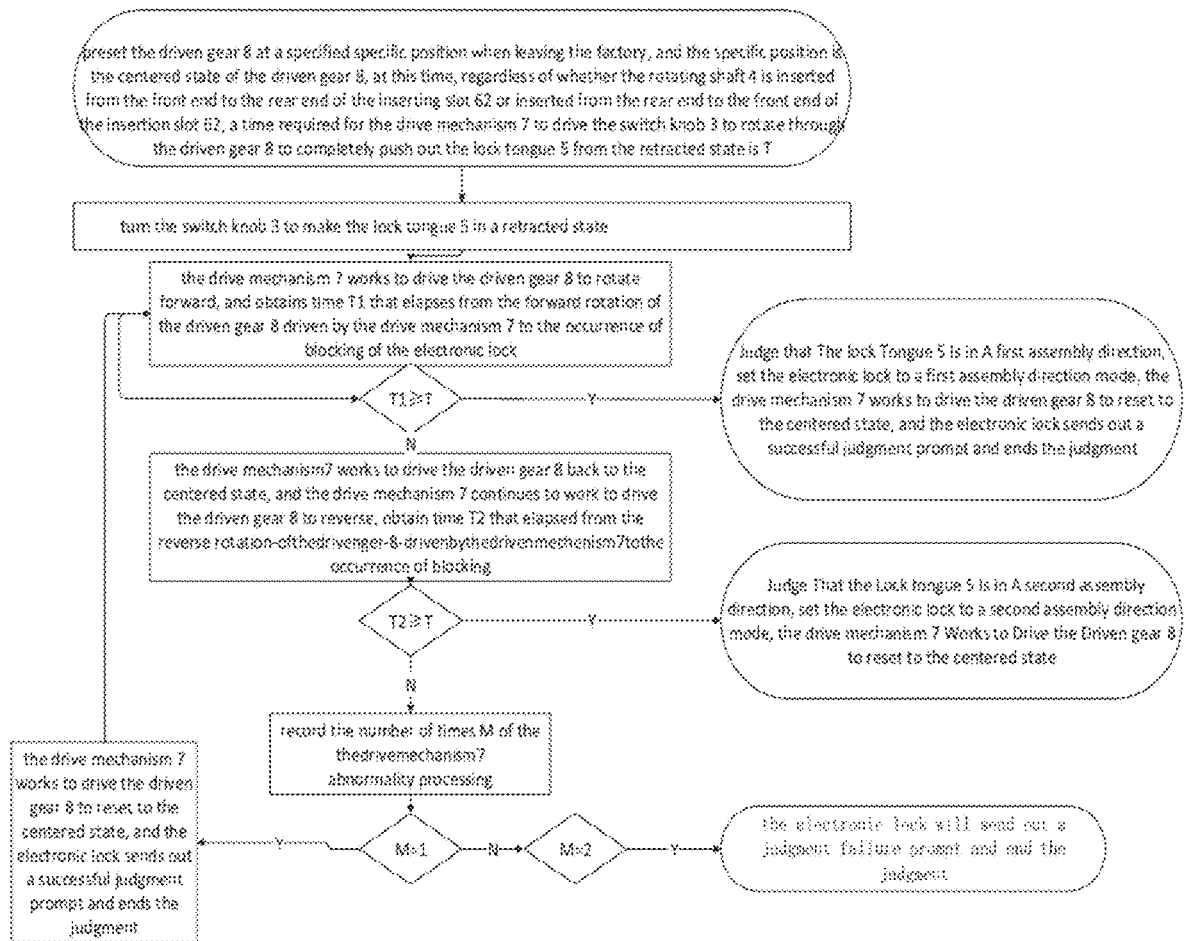 preset the driven gear 8 at a specified specific position when leaving the factory, and the specific position is
the centered state of the driven gear 8, at this time, regardless of whether the rotating shaft 4 is inserted
from the front end to the rear end of the inserting slot 62 or inserted from the rear end to the front end of
the insertion slot 62, a time required for the drive mechanism 7 to drive the switch knob 3 to rotate through
the driven gear 8 to completely push out the lock tongue 5 from the retracted state is T
turn the switch knob 3 to make the lock tongue 5 in a retracted state
the drive mechanism 7 works to drive the driven gear 8 to rotate
forward, and obtains time T1 that elapses from the forward rotation of
the driven gear 8 driven by the drive mechanism 7 to the occurrence of
blocking of the electronic lock
T1≥T
Y
Judge that The lock Tongue 5 is in A first assembly direction,
set the electronic lock to a first assembly direction mode, the
drive mechanism 7 works to drive the driven gear 8 to reset to
the centered state, and the electronic lock sends out a
successful judgment prompt and ends the judgment
N
the drive mechanism7 works to drive the driven gear 8 back to the
centered state, and the drive mechanism 7 continues to work to drive
the driven gear 8 to reverse, obtain time T2 that elapsed from the
reverse rotation-ofthedrivenger-8-drivenbythedrivenmechenism7tothe
occurrence of blocking
T2≥T
Y
Judge That the Lock tongue 5 is in A second assembly
direction, set the electronic lock to a second assembly direction
mode, the drive mechanism 7 Works to Drive the Driven gear 8
to reset to the centered state
N
record the number of times M of the
thedrivemechanism7
abnormality processing
M=1
Y
the drive mechanism 7
works to drive the driven
gear 8 to reset to the
centered state, and the
electronic lock sends out
a successful judgment
prompt and ends the
judgment
N
M=2
Y
the electronic lock will send out a
judgment failure prompt and end the
judgment